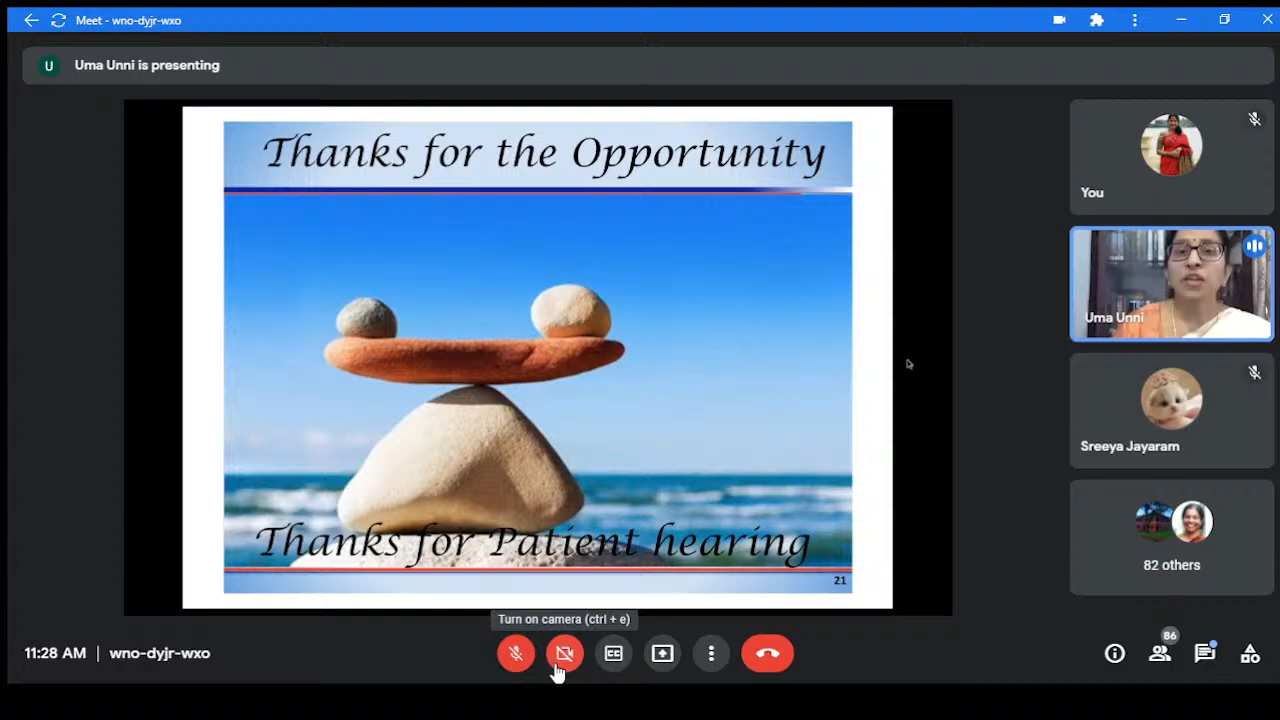 Meet - wno-dyjr-wxo
U
Uma Unni is presenting
Thanks for the Opportunity
Thanks for Patient hearing
21
You
Uma Unni
Sreeya Jayaram
82 others
Turn on camera (ctrl + e)
11:28 AM | wno-dyjr-wxo
CC
86